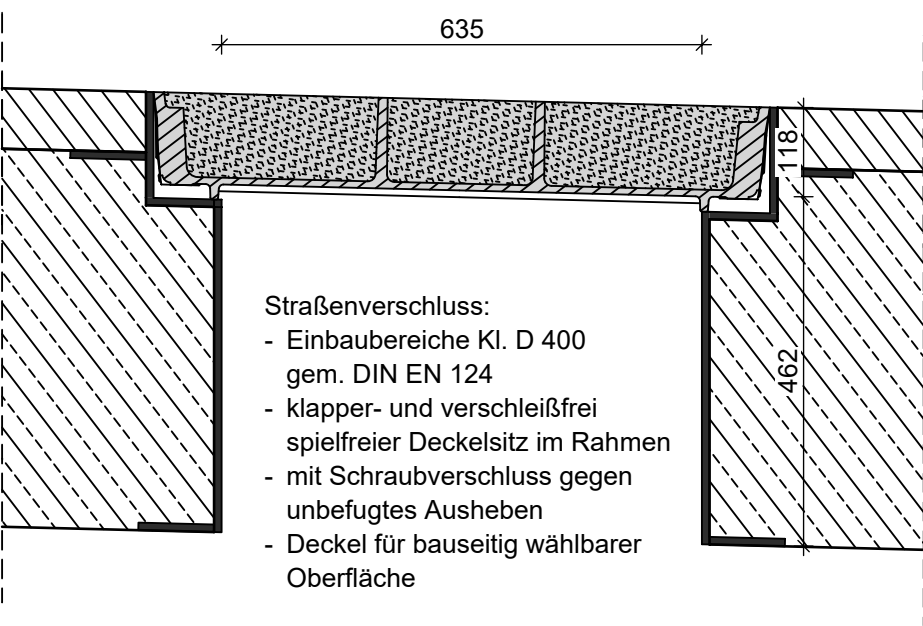 635
118
462
Straßenverschluss:
- Einbaubereiche Kl. D 400
gem. DIN EN 124
- klapper- und verschleißfrei
spielfreier Deckelsitz im Rahmen
- mit Schraubverschluss gegen
unbefugtes Ausheben
- Deckel für bauseitig wählbarer
Oberfläche